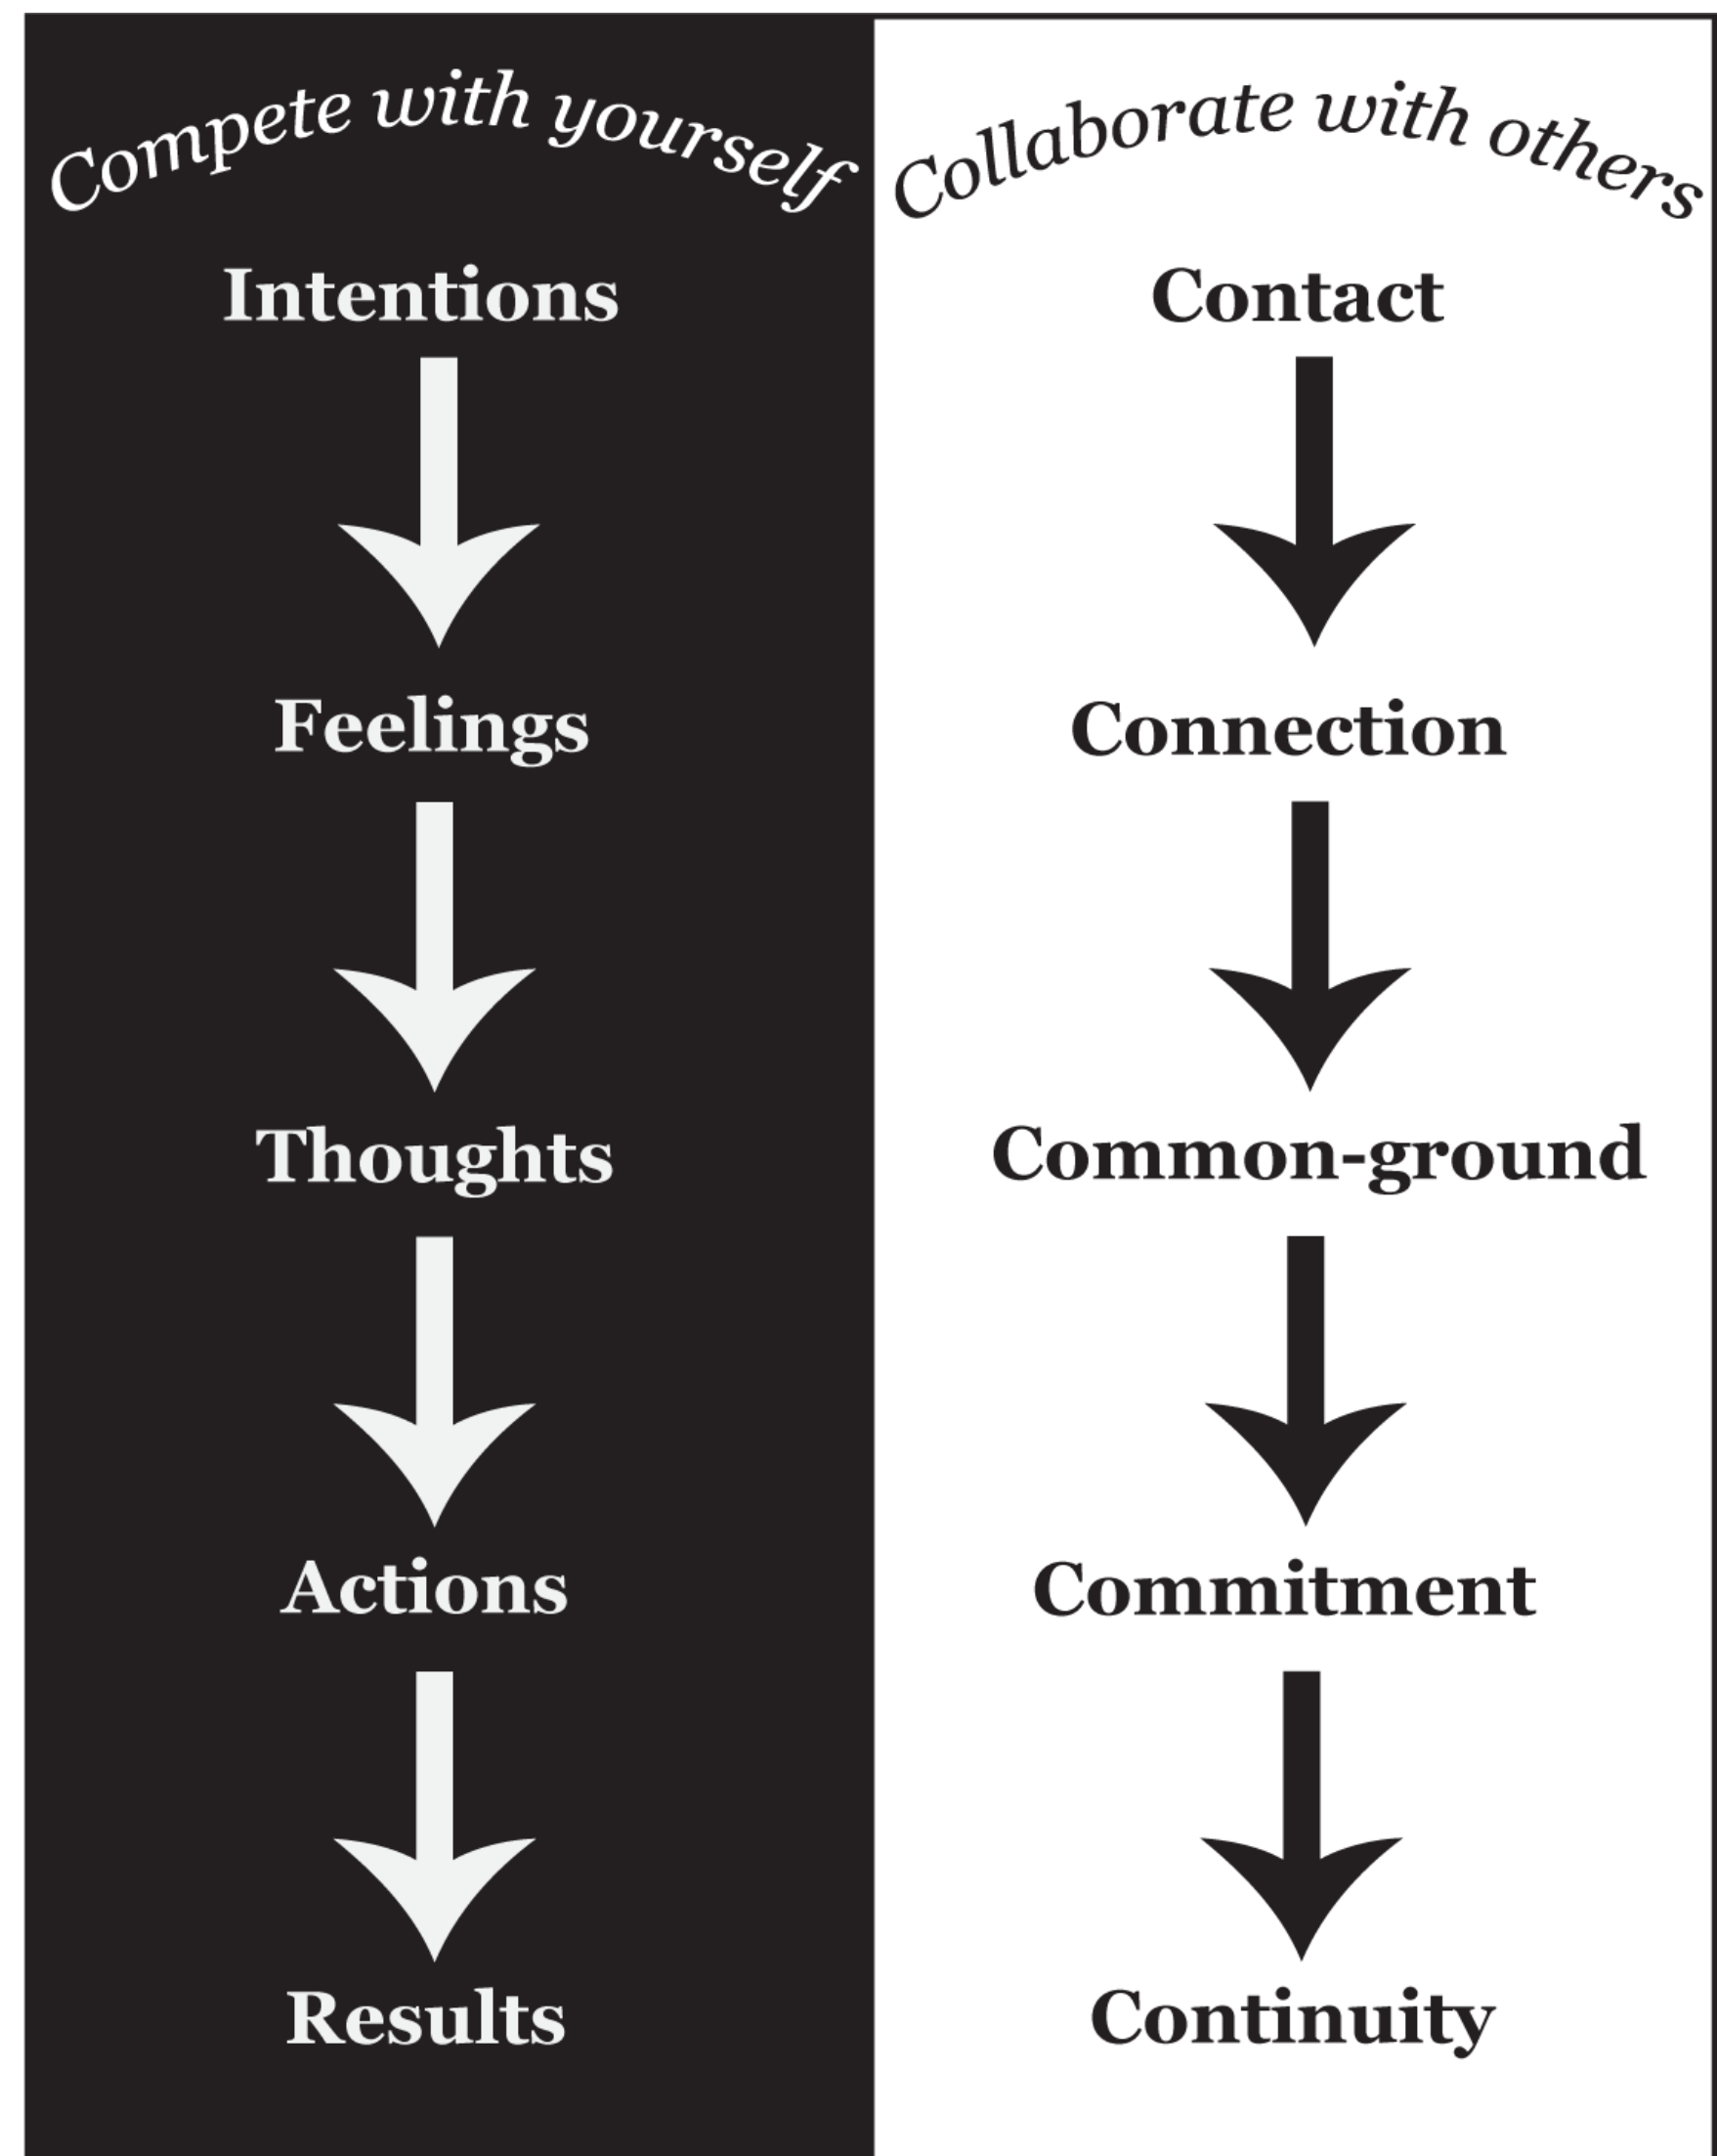 Compete with yourself
Intentions
Feelings
Thoughts
Actions
Results
Collaborate with others
Contact
Connection
Common-ground
Commitment
Continuity